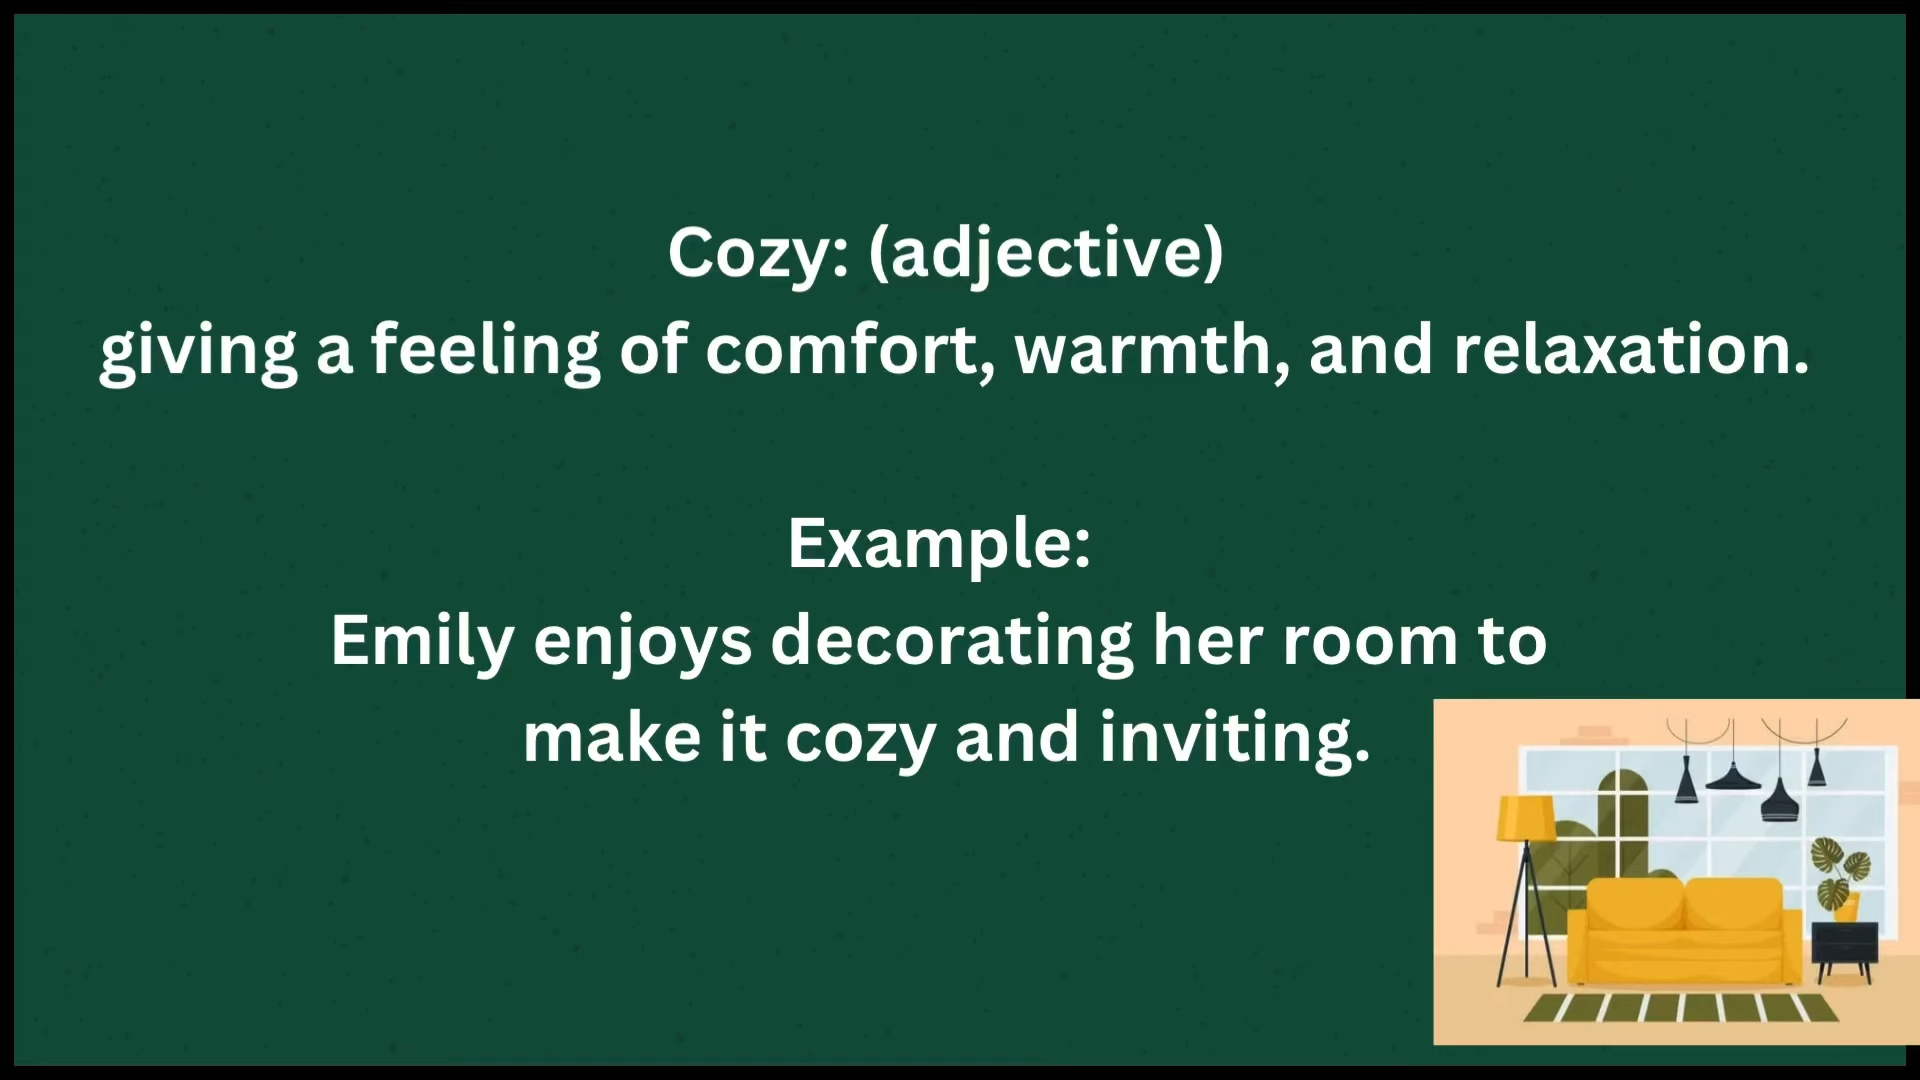 Cozy: (adjective)
giving a feeling of comfort, warmth, and relaxation.
Example:
Emily enjoys decorating her room to
make it cozy and inviting.